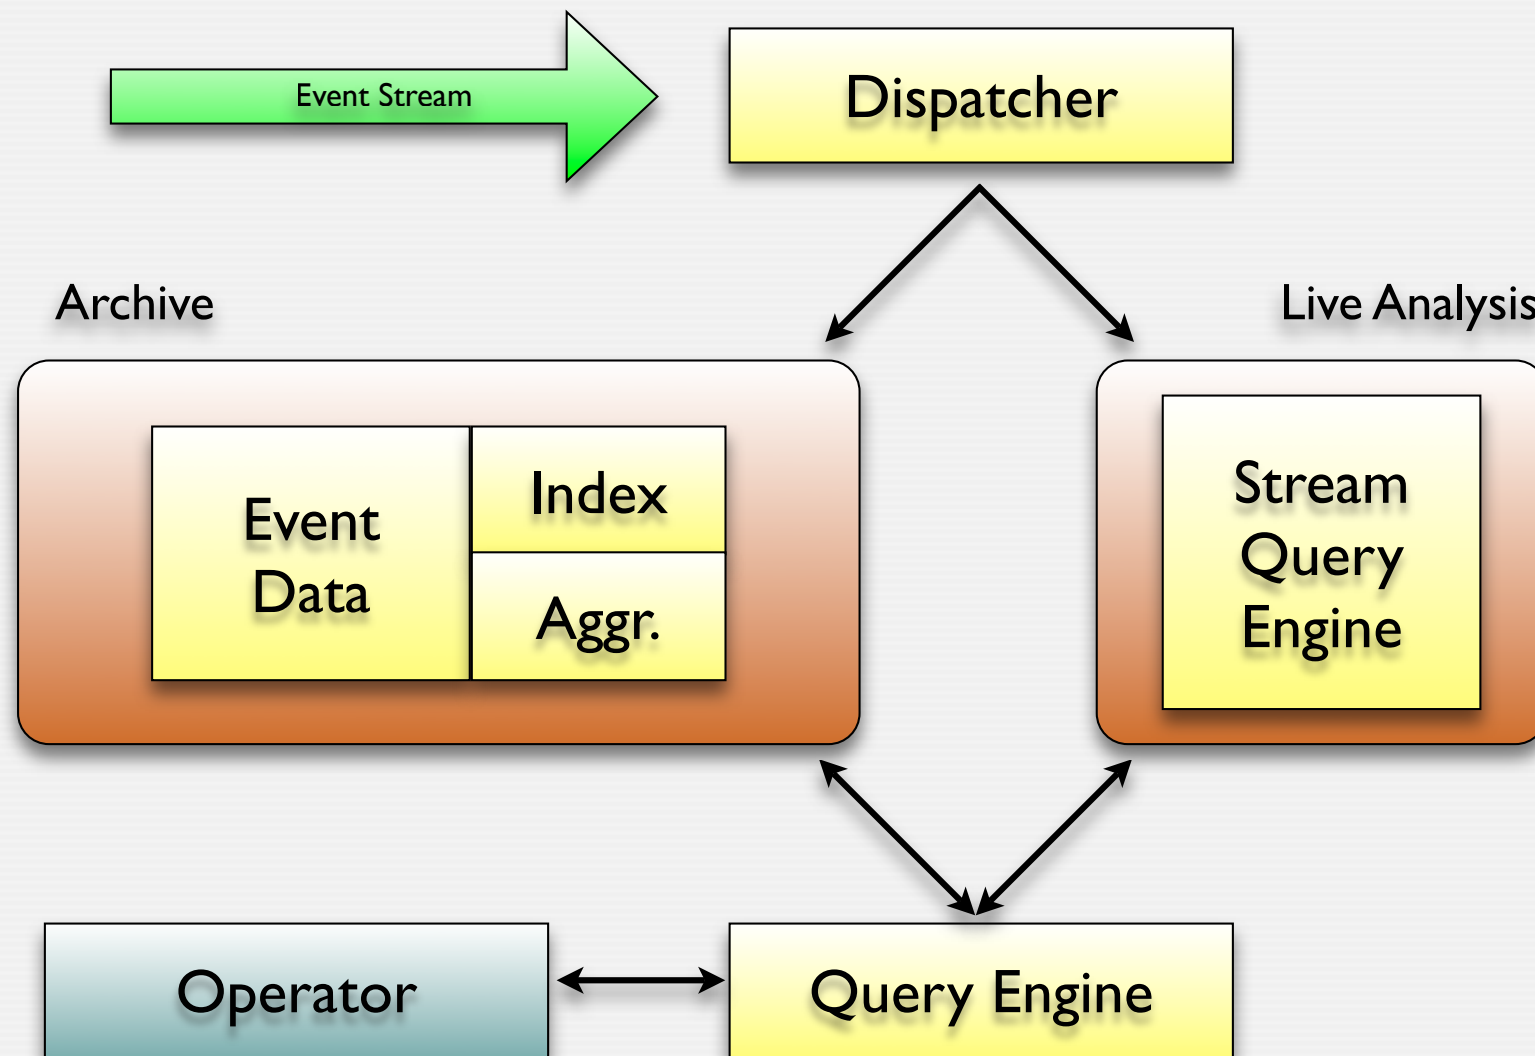 Event Stream
Dispatcher
Archive
Live Analysis
Event
Data
Index
Aggr.
Stream
Query
Engine
Operator
Query Engine